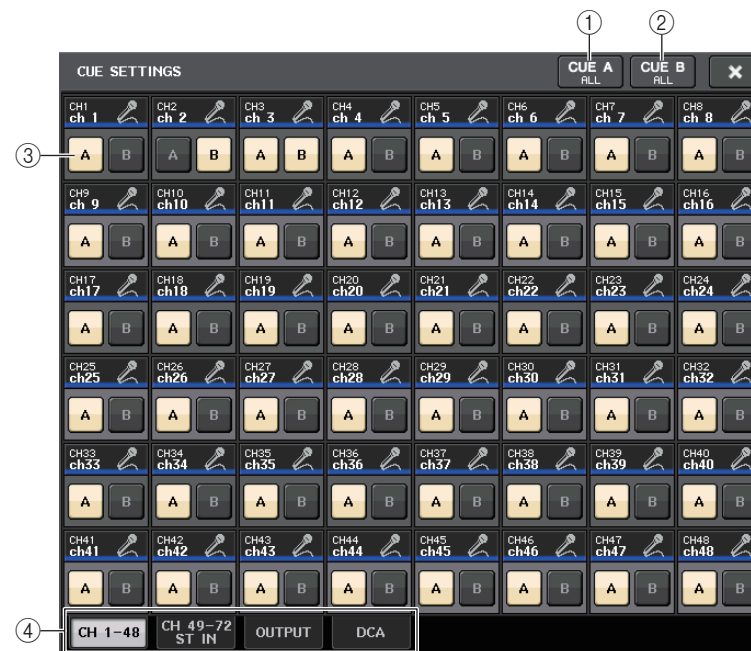 ① ②
CUE SETTINGS CUE A ALL CUE B ALL ×
CH1 CH2 CH3 CH4 CH5 CH6 CH7 CH8
ch 1 ch 2 ch 3 ch 4 ch 5 ch 6 ch 7 ch 8
③ A B A B A B A B A B A B A B A B
CH9 CH10 CH11 CH12 CH13 CH14 CH15 CH16
ch 9 ch10 ch11 ch12 ch13 ch14 ch15 ch16
A B A B A B A B A B A B A B A B
CH17 CH18 CH19 CH20 CH21 CH22 CH23 CH24
ch17 ch18 ch19 ch20 ch21 ch22 ch23 ch24
A B A B A B A B A B A B A B A B
CH25 CH26 CH27 CH28 CH29 CH30 CH31 CH32
ch25 ch26 ch27 ch28 ch29 ch30 ch31 ch32
A B A B A B A B A B A B A B A B
CH33 CH34 CH35 CH36 CH37 CH38 CH39 CH40
ch33 ch34 ch35 ch36 ch37 ch38 ch39 ch40
A B A B A B A B A B A B A B A B
CH41 CH42 CH43 CH44 CH45 CH46 CH47 CH48
ch41 ch42 ch43 ch44 ch45 ch46 ch47 ch48
A B A B A B A B A B A B A B A B
④ CH 1-48 CH 49-72 ST IN OUTPUT DCA